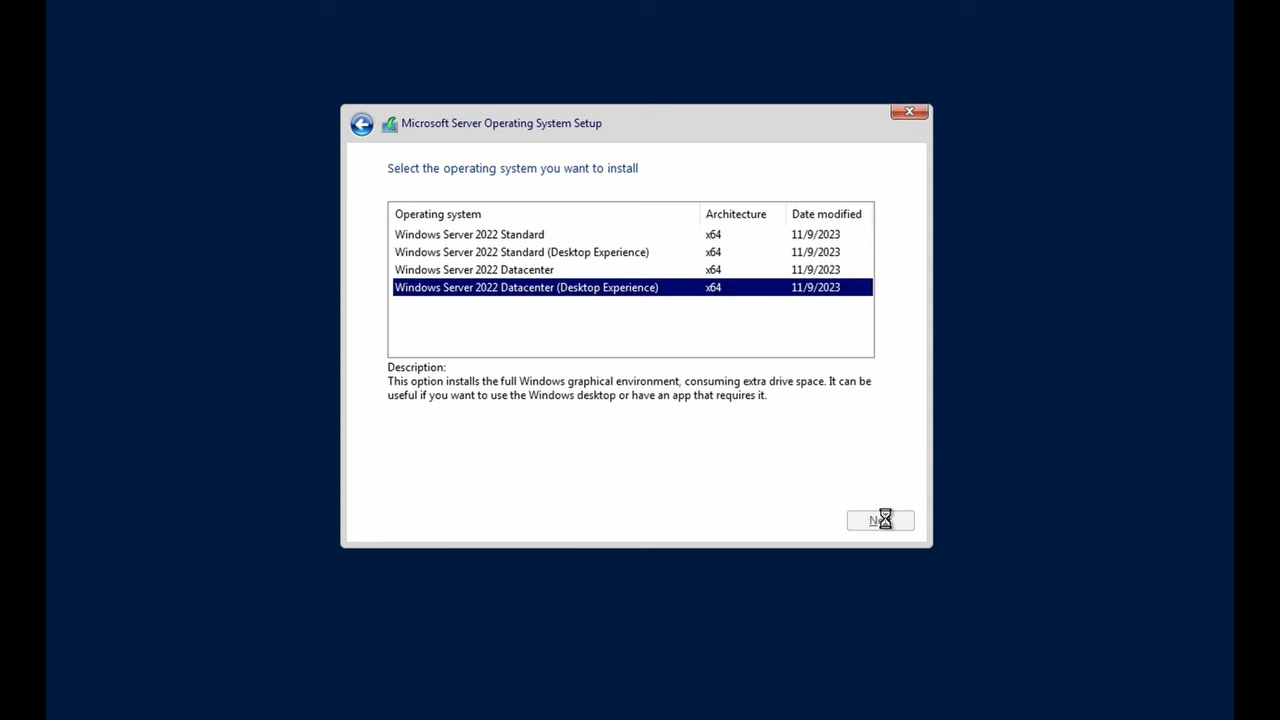 Microsoft Server Operating System Setup
Select the operating system you want to install
Operating system Architecture Date modified
Windows Server 2022 Standard x64 11/9/2023
Windows Server 2022 Standard (Desktop Experience) x64 11/9/2023
Windows Server 2022 Datacenter x64 11/9/2023
Windows Server 2022 Datacenter (Desktop Experience) x64 11/9/2023
Description:
This option installs the full Windows graphical environment, consuming extra drive space. It can be
useful if you want to use the Windows desktop or have an app that requires it.